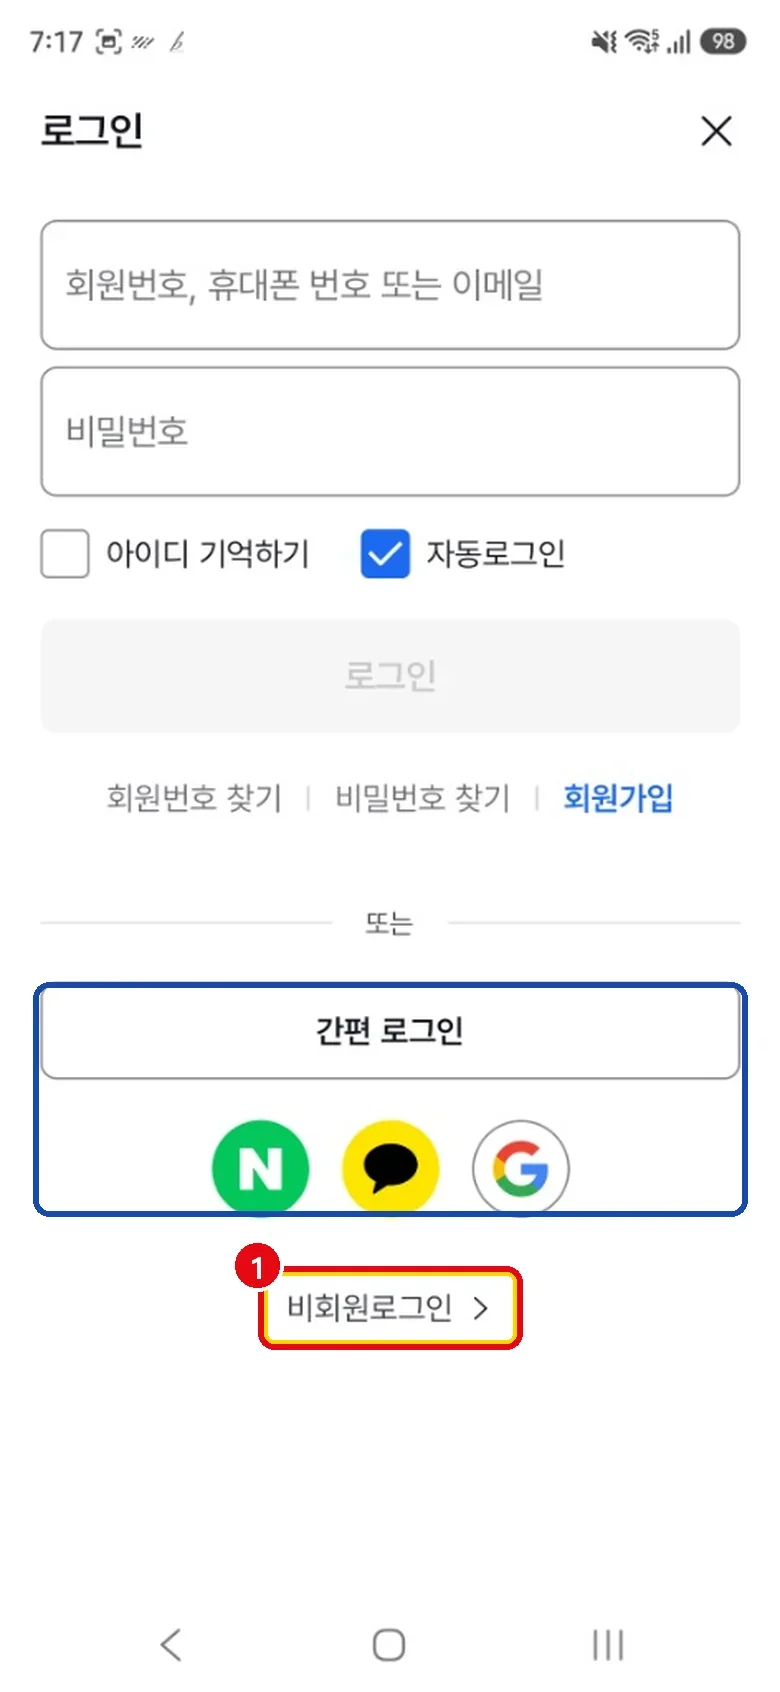 7:17
5
98
로그인
회원번호, 휴대폰 번호 또는 이메일
비밀번호
아이디 기억하기
자동로그인
로그인
회원번호 찾기 | 비밀번호 찾기 | 회원가입
또는
간편 로그인
N
G
1
비회원로그인 >